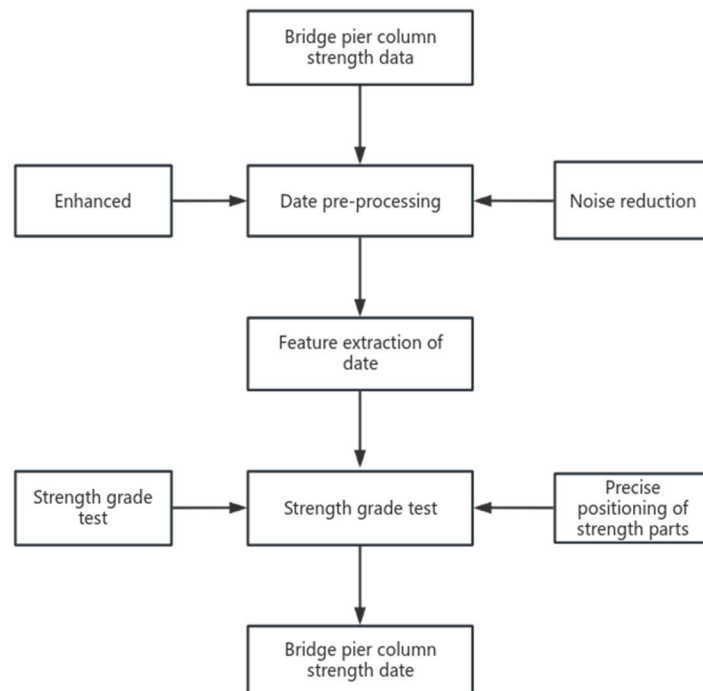 Bridge pier column
strength data
Enhanced
Date pre-processing
Noise reduction
Feature extraction of
date
Strength grade
test
Strength grade test
Precise
positioning of
strength parts
Bridge pier column
strength date